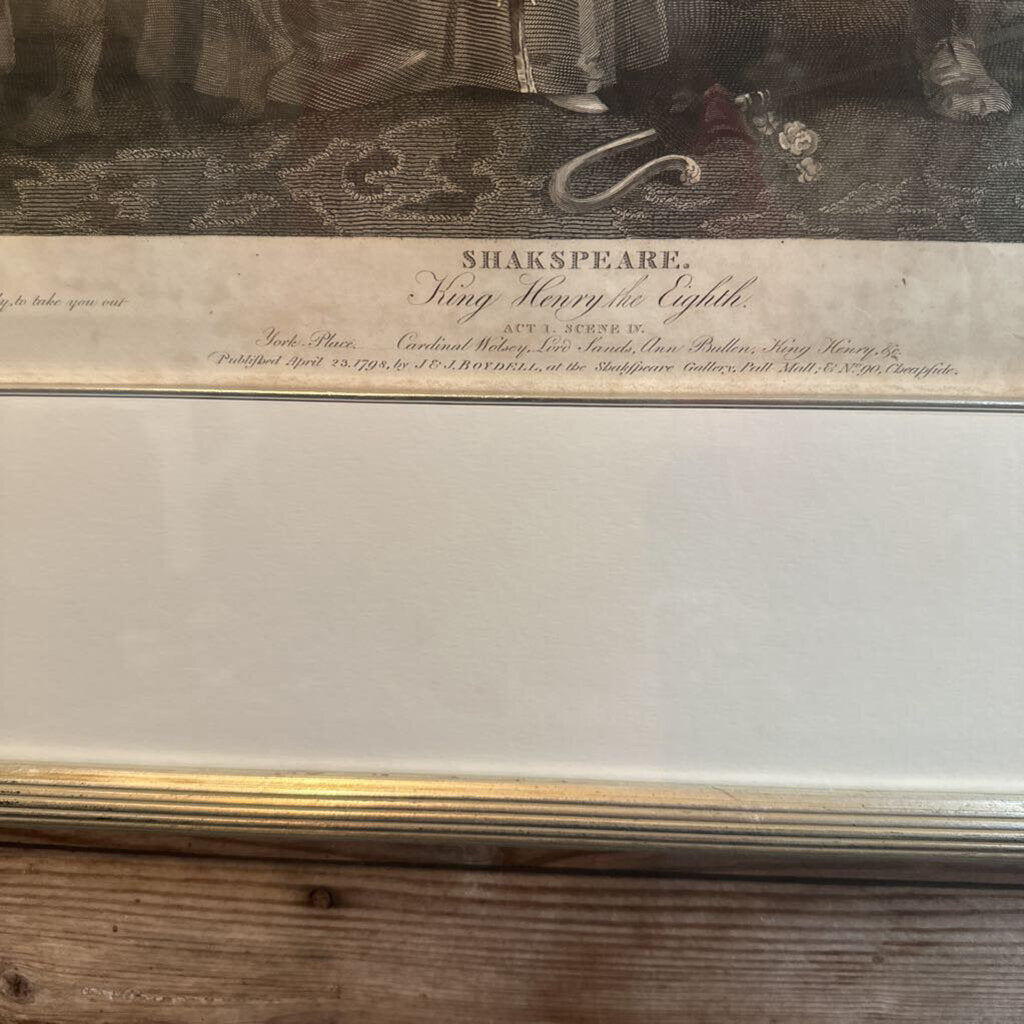 SHAKSPEARE.
King Henry the Eighth.
to take you out
ACT I. SCENE IV.
York Place. Cardinal Wolsey, Lord Sands, Ann Bullen, King Henry, &c.
Publiſhed April 23, 1798, by J & J. BOYDELL, at the Shakſpeare Gallery, Pall Mall; & No. 90, Cheapſide.